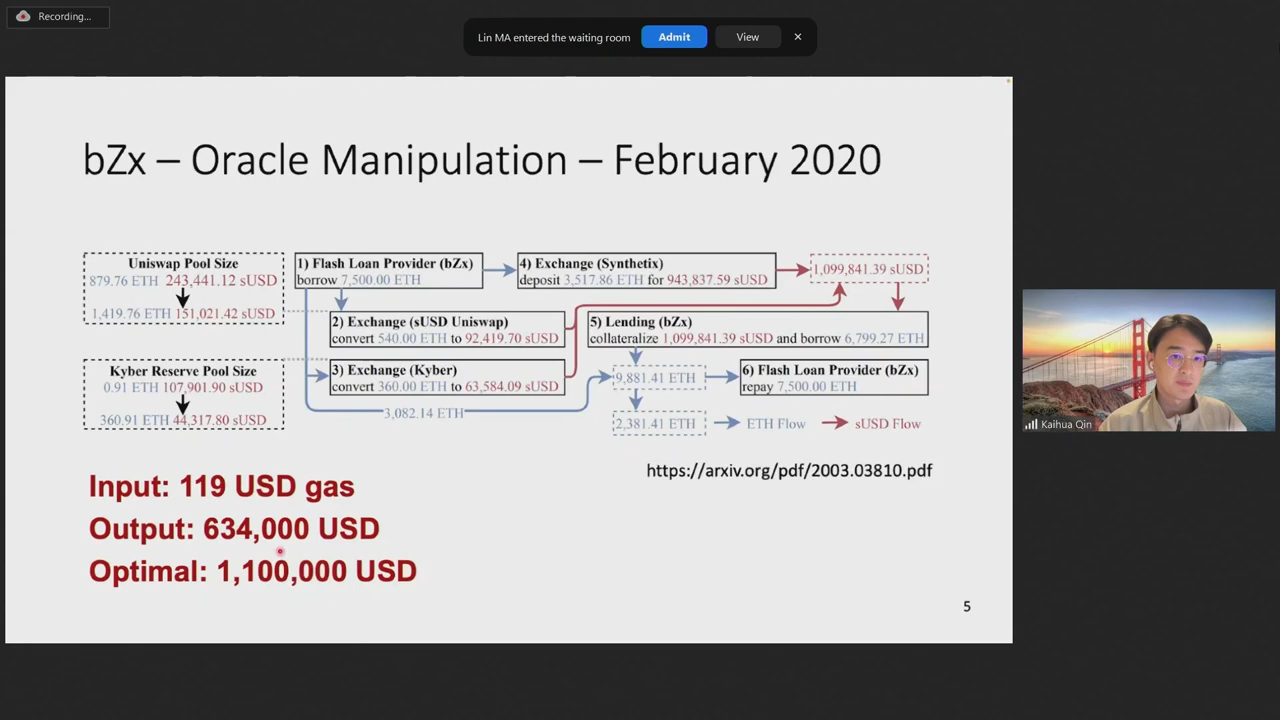 Recording...
Lin MA entered the waiting room
Admit
View
bZx – Oracle Manipulation – February 2020
Uniswap Pool Size
879.76 ETH 243,441.12 sUSD
1,419.76 ETH 151,021.42 sUSD
Kyber Reserve Pool Size
0.91 ETH 107,901.90 sUSD
360.91 ETH 44,317.80 sUSD
1) Flash Loan Provider (bZx)
borrow 7,500.00 ETH
2) Exchange (sUSD Uniswap)
convert 540.00 ETH to 92,419.70 sUSD
3) Exchange (Kyber)
convert 360.00 ETH to 63,584.09 sUSD
3,082.14 ETH
4) Exchange (Synthetix)
deposit 3,517.86 ETH for 943,837.59 sUSD
1,099,841.39 sUSD
5) Lending (bZx)
collateralize 1,099,841.39 sUSD and borrow 6,799.27 ETH
9,881.41 ETH
6) Flash Loan Provider (bZx)
repay 7,500.00 ETH
2,381.41 ETH
ETH Flow
sUSD Flow
https://arxiv.org/pdf/2003.03810.pdf
Input: 119 USD gas
Output: 634,000 USD
Optimal: 1,100,000 USD
5
Kaihua Qin